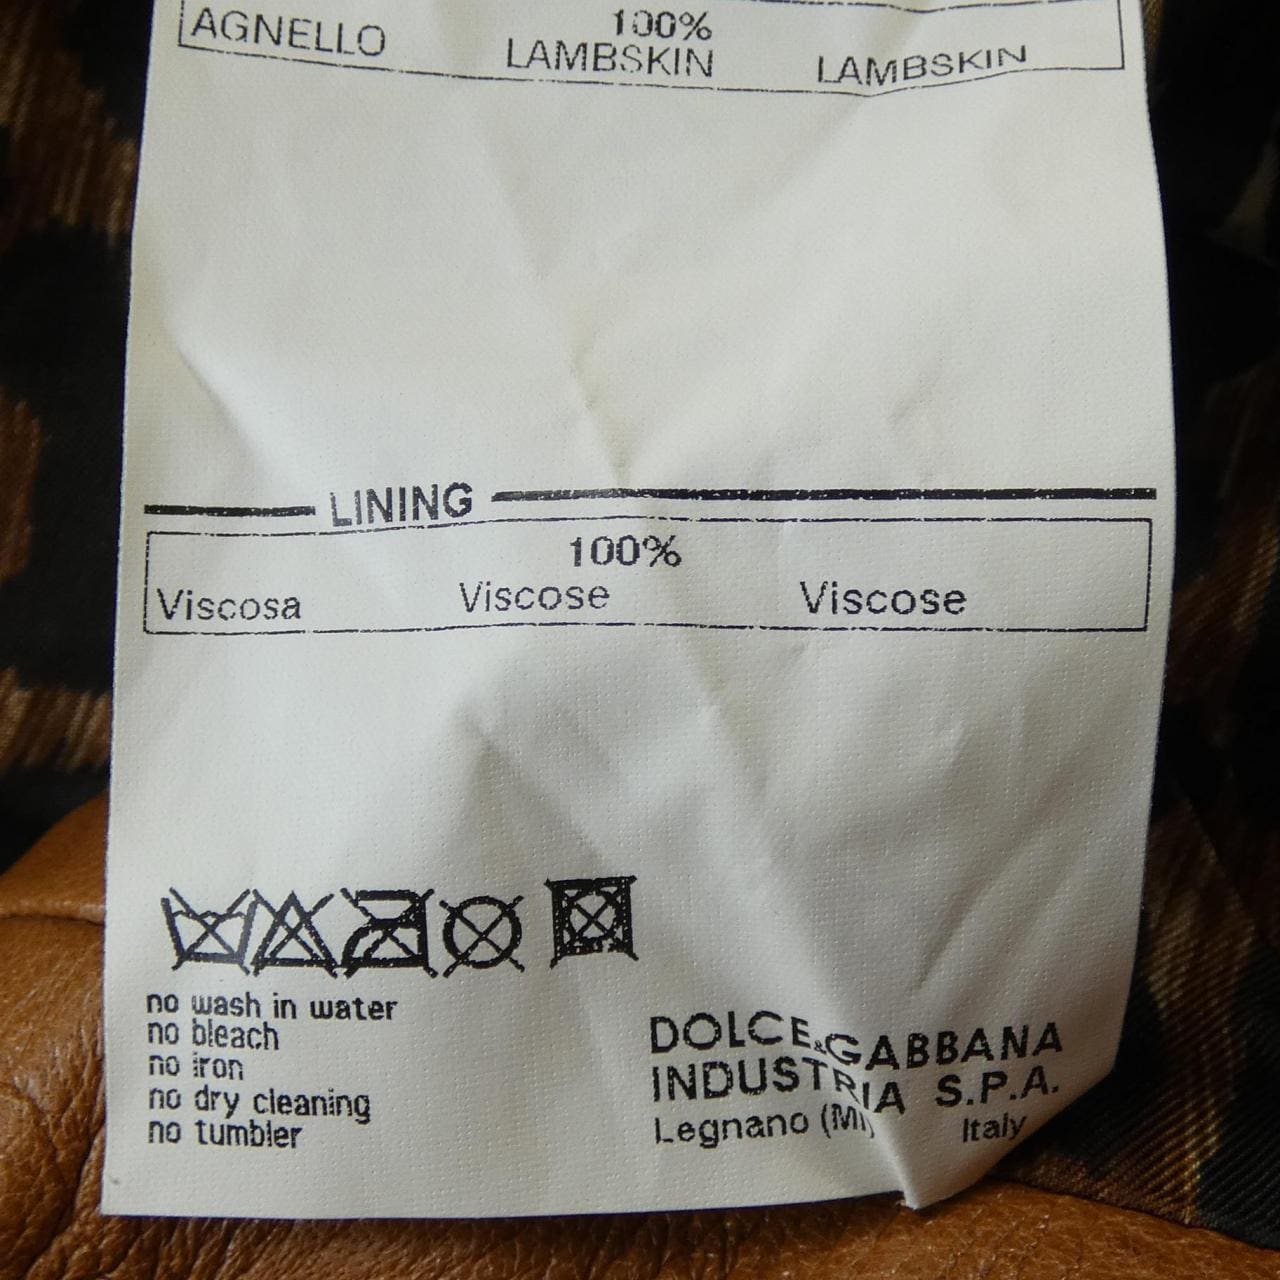 100%
AGNELLO LAMBSKIN LAMBSKIN
LINING
100%
Viscosa Viscose Viscose
no wash in water
no bleach
no iron
no dry cleaning
no tumbler
DOLCE & GABBANA
INDUSTRIA S.P.A.
Legnano (MI) Italy